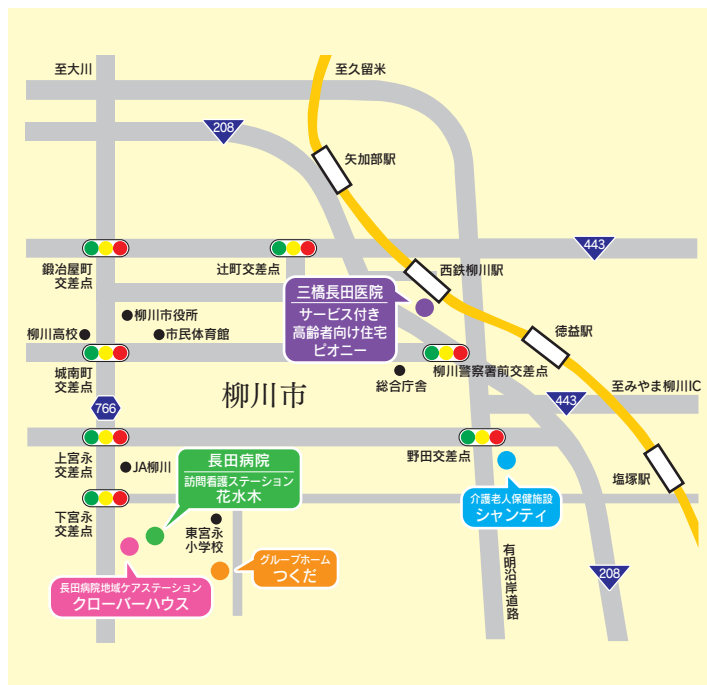 至大川
至久留米
208
矢加部駅
443
鍛冶屋町
交差点
辻町交差点
西鉄柳川駅
三橋長田医院
サービス付き
高齢者向け住宅
ピオニー
柳川市役所
柳川高校
市民体育館
徳益駅
城南町
交差点
柳川警察署前交差点
総合庁舎
至みやま柳川IC
柳川市
443
766
上宮永
交差点
JA柳川
長田病院
訪問看護ステーション
花水木
野田交差点
塩塚駅
下宮永
交差点
東宮永
小学校
介護老人保健施設
シャンティ
グループホーム
つくだ
有明沿岸道路
208
長田病院地域ケアステーション
クローバーハウス